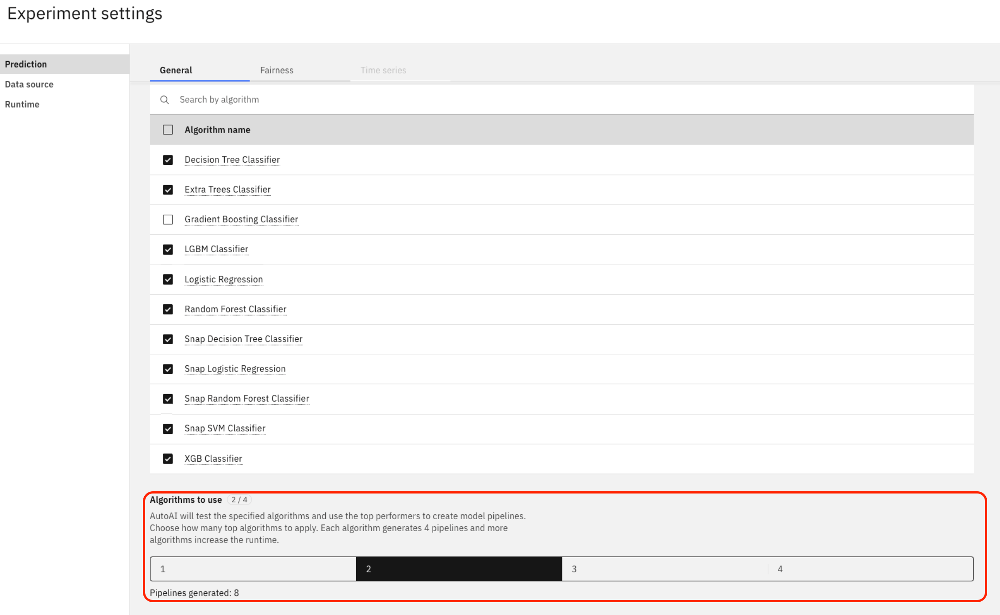 Experiment settings
Prediction
Data source
Runtime
General
Fairness
Time series
Search by algorithm
Algorithm name
Decision Tree Classifier
Extra Trees Classifier
Gradient Boosting Classifier
LGBM Classifier
Logistic Regression
Random Forest Classifier
Snap Decision Tree Classifier
Snap Logistic Regression
Snap Random Forest Classifier
Snap SVM Classifier
XGB Classifier
Algorithms to use 2 / 4
AutoAI will test the specified algorithms and use the top performers to create model pipelines.
Choose how many top algorithms to apply. Each algorithm generates 4 pipelines and more
algorithms increase the runtime.
1 2 3 4
Pipelines generated: 8